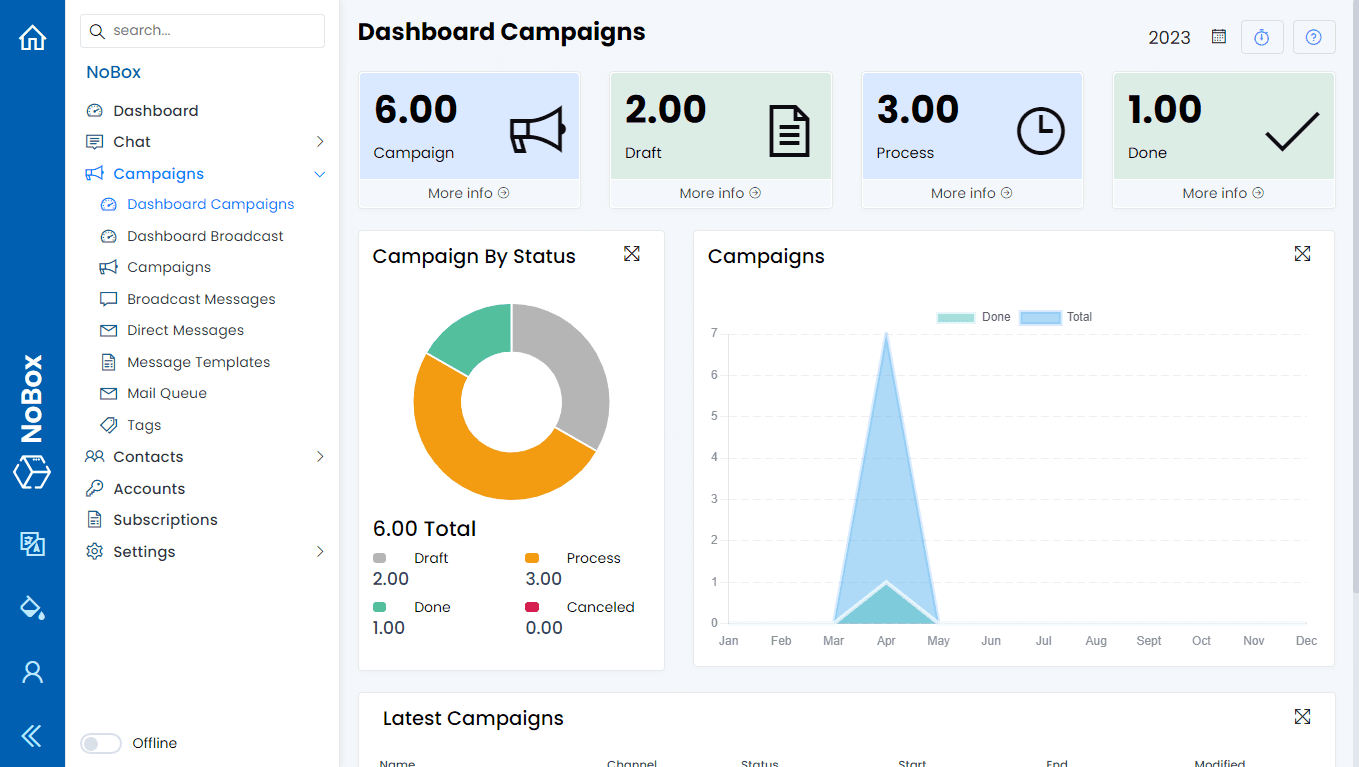 search...
NoBox
Dashboard
Chat
Campaigns
Dashboard Campaigns
Dashboard Broadcast
Campaigns
Broadcast Messages
Direct Messages
Message Templates
Mail Queue
Tags
Contacts
Accounts
Subscriptions
Settings
Offline
NoBox
Dashboard Campaigns
2023
6.00
Campaign
More info
2.00
Draft
More info
3.00
Process
More info
1.00
Done
More info
Campaign By Status
6.00 Total
Draft
2.00
Process
3.00
Done
1.00
Canceled
0.00
Campaigns
Done Total
7
6
5
4
3
2
1
0
Jan Feb Mar Apr May Jun Jul Aug Sept Oct Nov Dec
Latest Campaigns
Name Channel Status Start End Modified